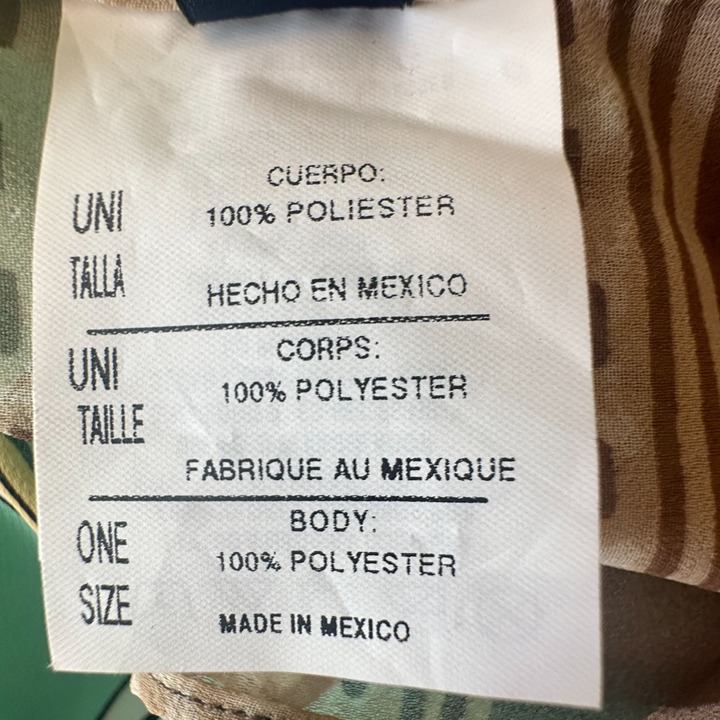 CUERPO:
UNI
100% POLIESTER
TALLA
HECHO EN MEXICO
CORPS:
UNI
100% POLYESTER
TAILLE
FABRIQUE AU MEXIQUE
BODY:
ONE
100% POLYESTER
SIZE
MADE IN MEXICO